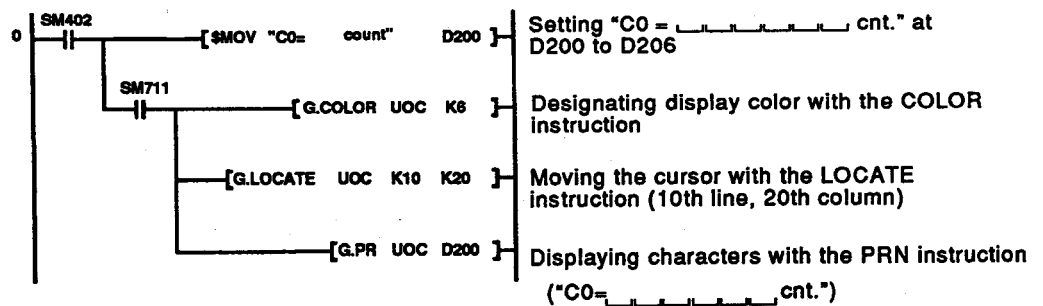 SM402
0 [ $MOV "C0= count" D200 ] Setting "C0 = ⎵⎵⎵⎵⎵⎵ cnt." at
D200 to D206
SM711
[ G.COLOR UOC K6 ] Designating display color with the COLOR
instruction
[ G.LOCATE UOC K10 K20 ] Moving the cursor with the LOCATE
instruction (10th line, 20th column)
[ G.PR UOC D200 ] Displaying characters with the PRN instruction
("C0=⎵⎵⎵⎵⎵⎵cnt.")